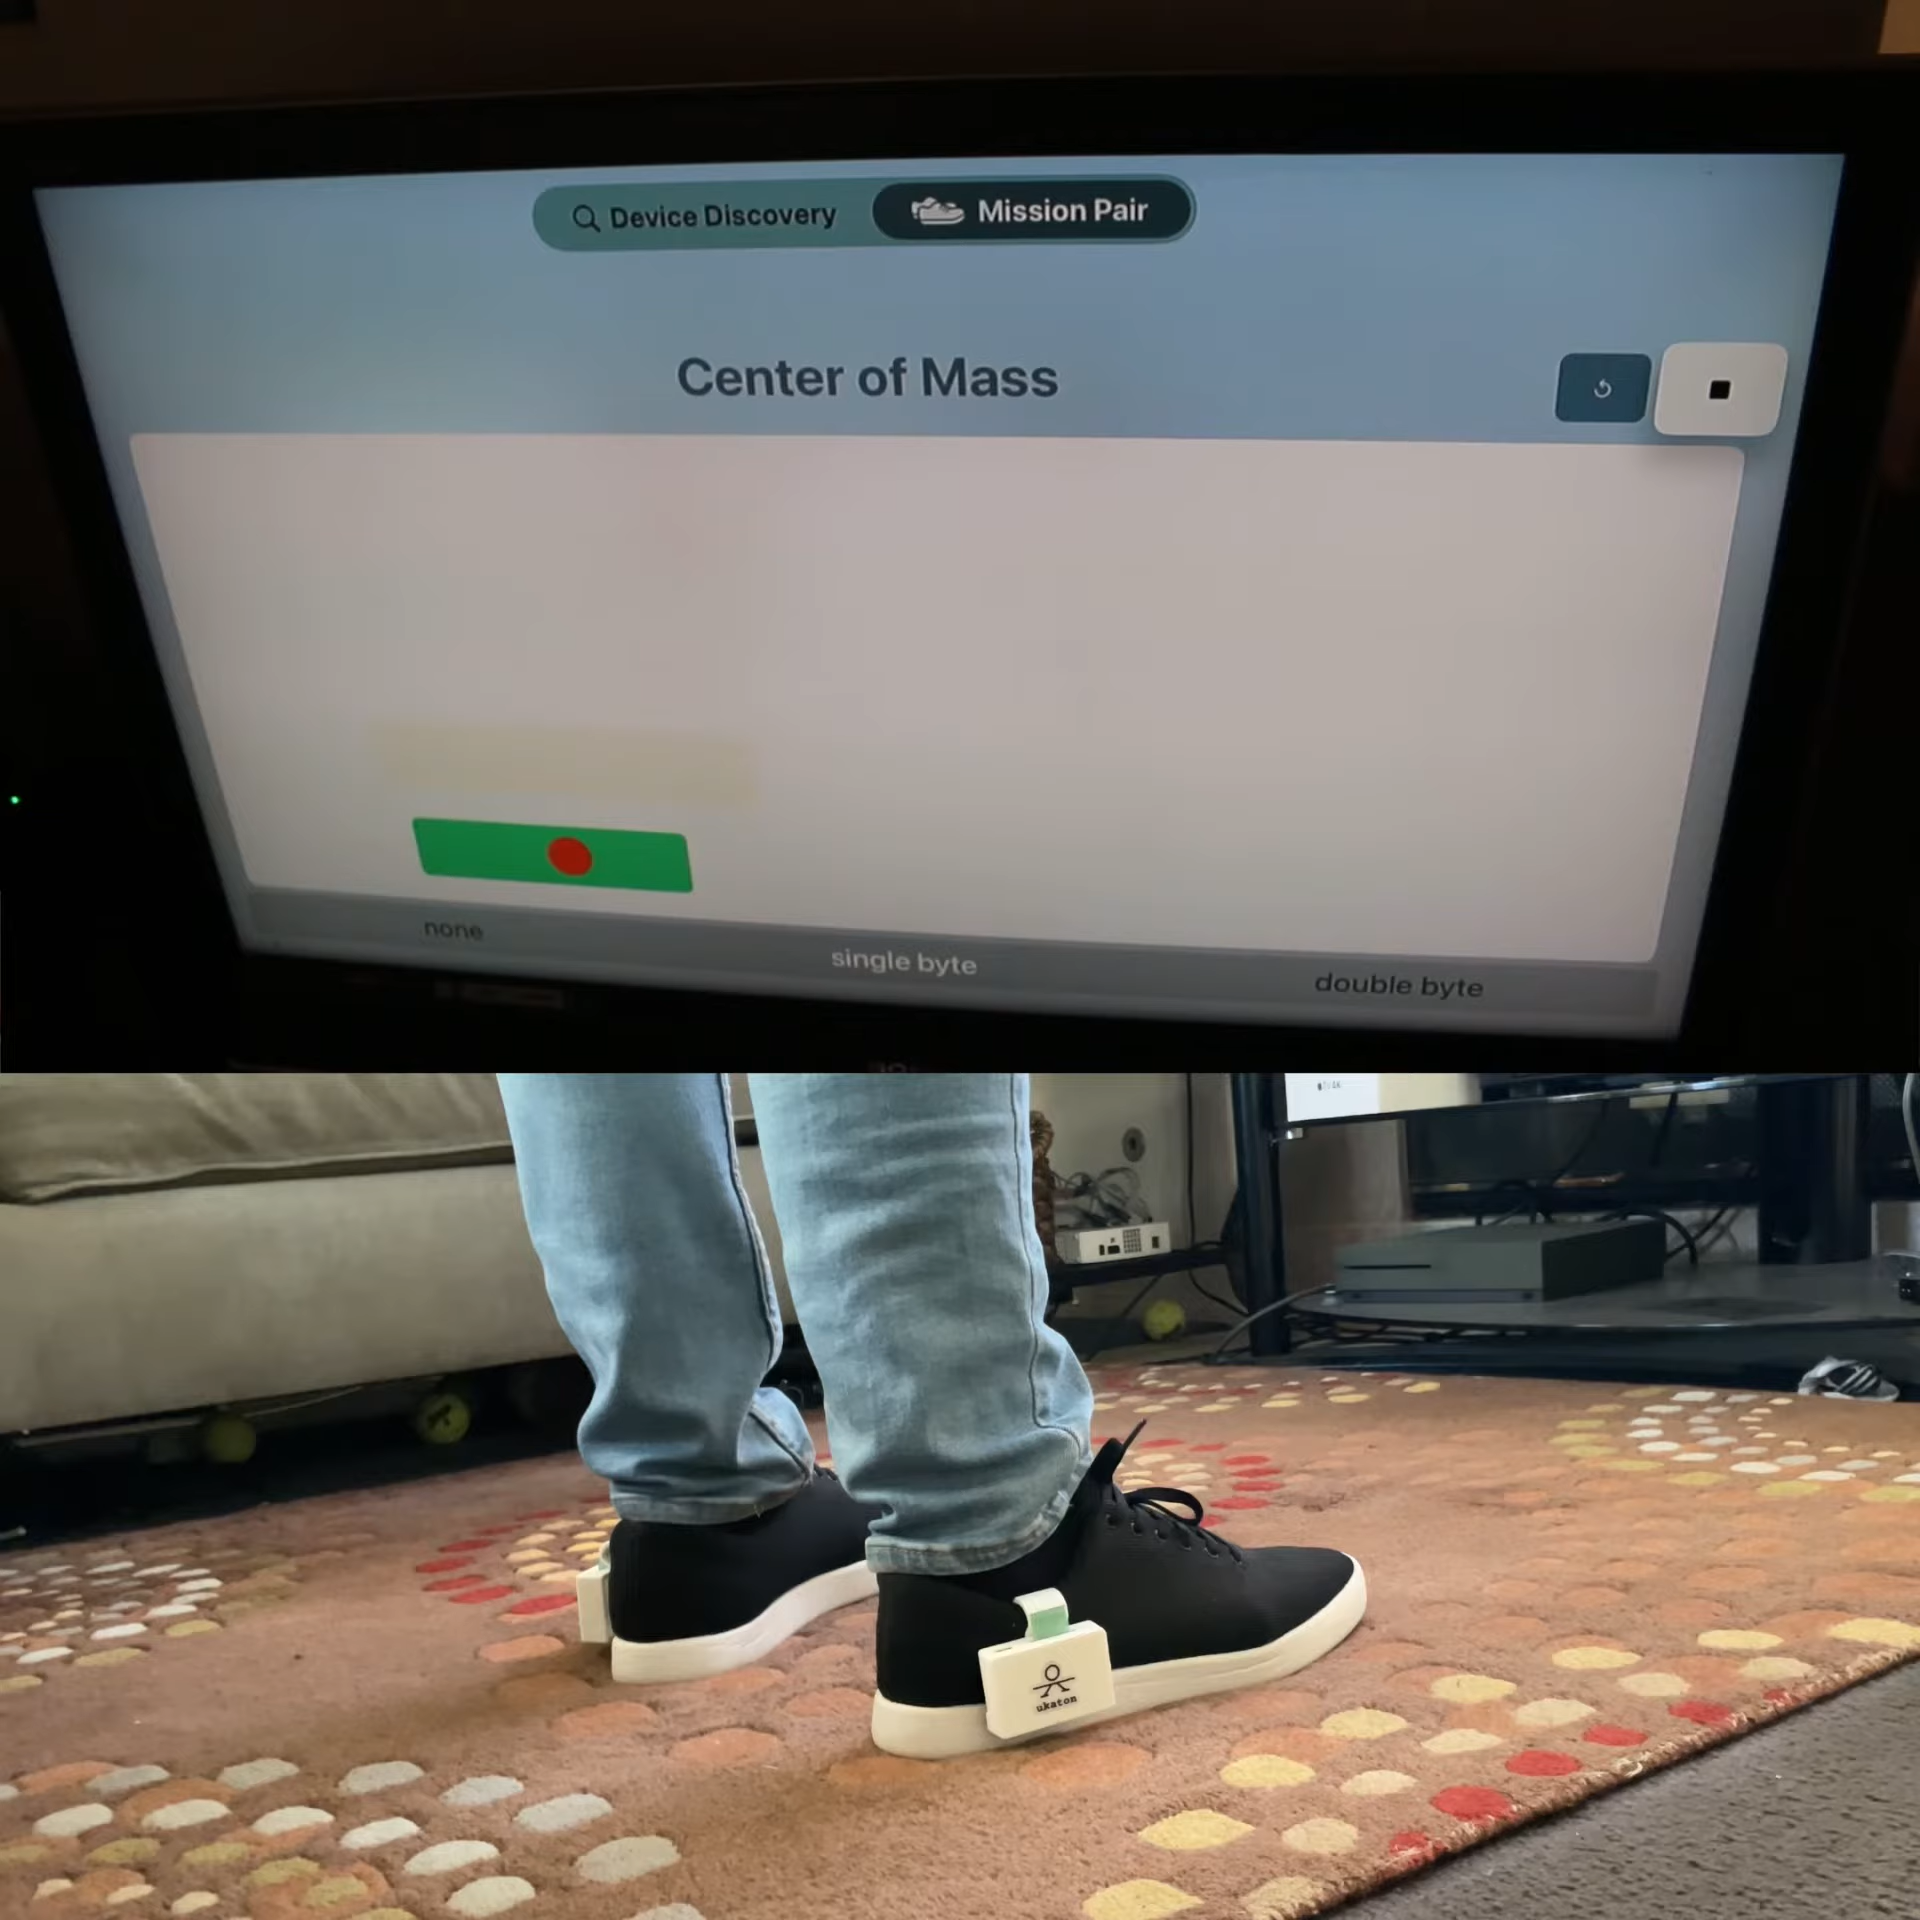 Device Discovery
Mission Pair
Center of Mass
none
single byte
double byte
ukaton